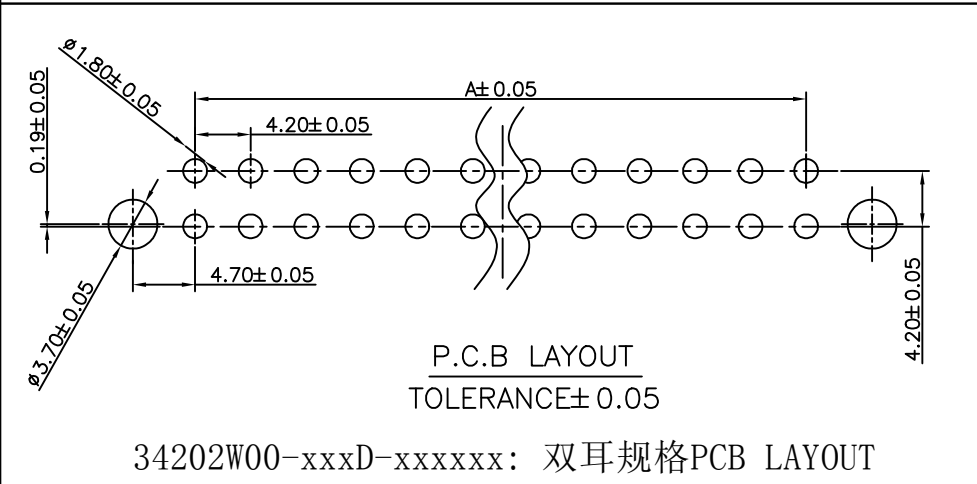 ø1.80±0.05
A±0.05
0.19±0.05
4.20±0.05
4.70±0.05
ø3.70±0.05
4.20±0.05
P.C.B LAYOUT
TOLERANCE±0.05
34202W00-xxxD-xxxxxx: 双耳规格PCB LAYOUT